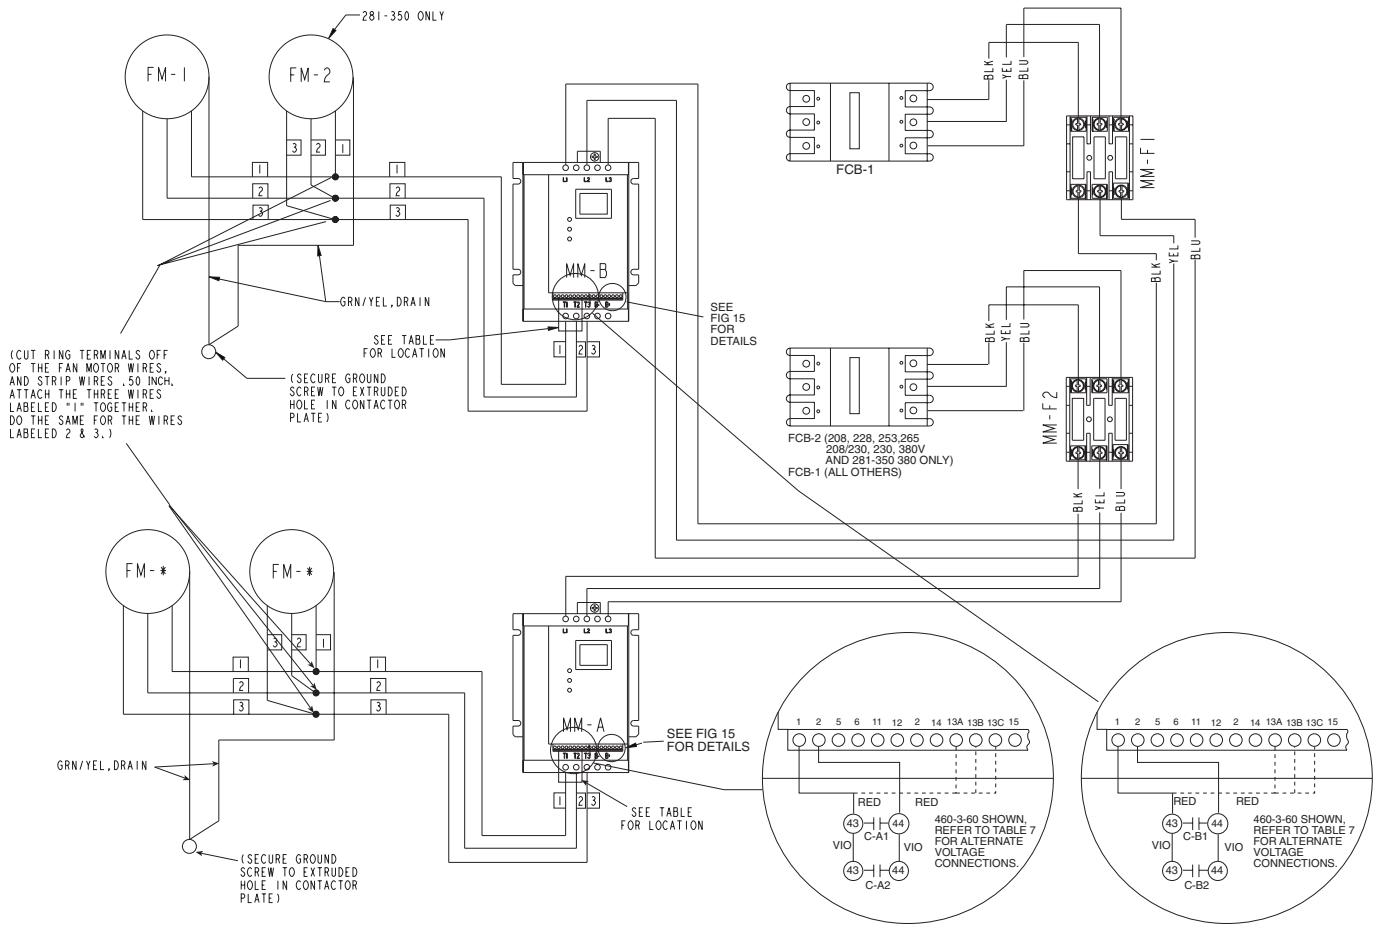 281-350 ONLY
FM-1
FM-2
3
2
1
1
2
3
1
2
3
GRN/YEL,DRAIN
(CUT RING TERMINALS OFF
OF THE FAN MOTOR WIRES,
AND STRIP WIRES .50 INCH.
ATTACH THE THREE WIRES
LABELED "1" TOGETHER.
DO THE SAME FOR THE WIRES
LABELED 2 & 3.)
(SECURE GROUND
SCREW TO EXTRUDED
HOLE IN CONTACTOR
PLATE)
SEE TABLE
FOR LOCATION
L1 L2 L3
MM-B
T1 T2 T3 B- B+
1 2 3
SEE
FIG 15
FOR
DETAILS
FCB-1
BLK
YEL
BLU
MM-F1
BLK
YEL
BLU
BLK
YEL
BLU
FCB-2 (208, 228, 253,265
208/230, 230, 380V
AND 281-350 380 ONLY)
FCB-1 (ALL OTHERS)
MM-F2
BLK
YEL
BLU
FM-*
FM-*
3
2
1
1
2
3
1
2
3
GRN/YEL,DRAIN
(SECURE GROUND
SCREW TO EXTRUDED
HOLE IN CONTACTOR
PLATE)
L1 L2 L3
MM-A
T1 T2 T3 B- B+
1 2 3
SEE FIG 15
FOR DETAILS
SEE TABLE
FOR LOCATION
1 2 5 6 11 12 2 14 13A 13B 13C 15
RED RED
43 44
C-A1
VIO VIO
43 44
C-A2
460-3-60 SHOWN,
REFER TO TABLE 7
FOR ALTERNATE
VOLTAGE
CONNECTIONS.
1 2 5 6 11 12 2 14 13A 13B 13C 15
RED RED
43 44
C-B1
VIO VIO
43 44
C-B2
460-3-60 SHOWN,
REFER TO TABLE 7
FOR ALTERNATE
VOLTAGE
CONNECTIONS.